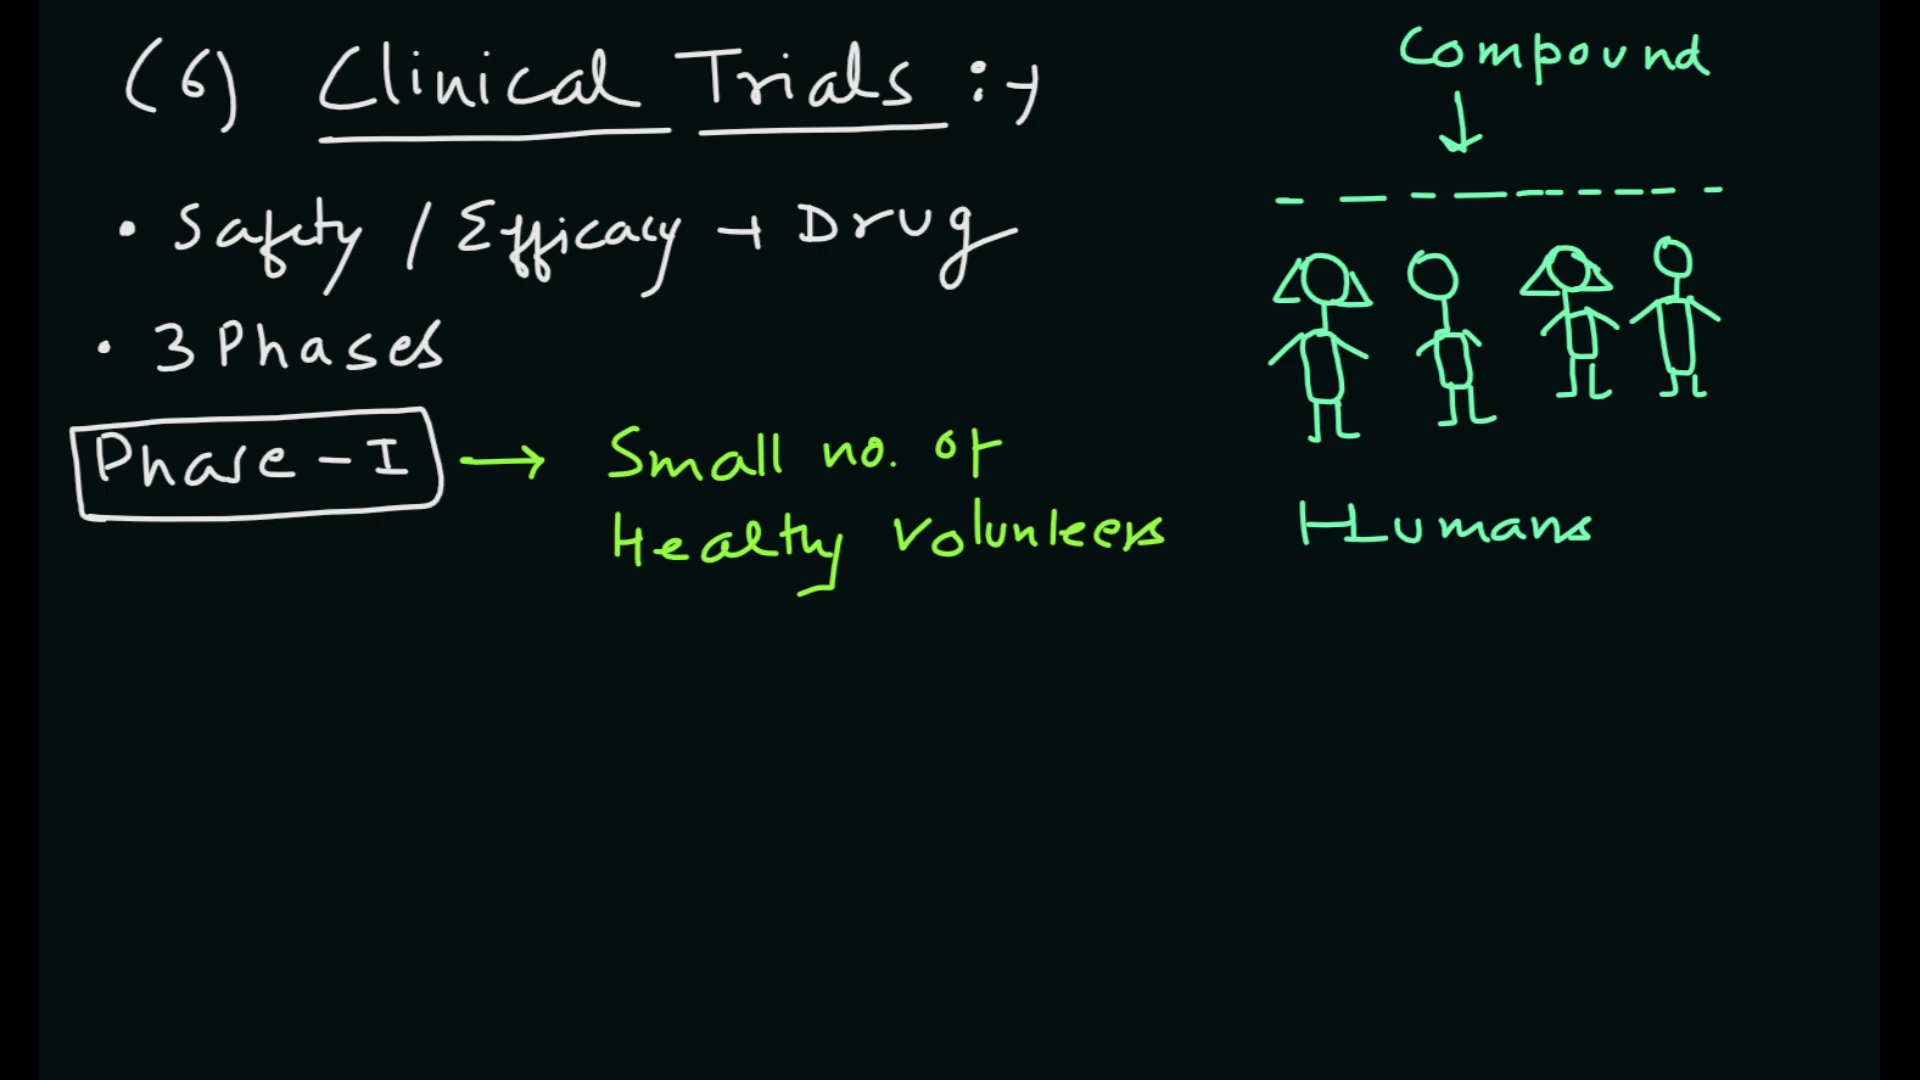 (6) Clinical Trials :→
• Safety / Efficacy → Drug
• 3 Phases
Phase - I → Small no. of
Healthy volunteers
Compound
↓
Humans